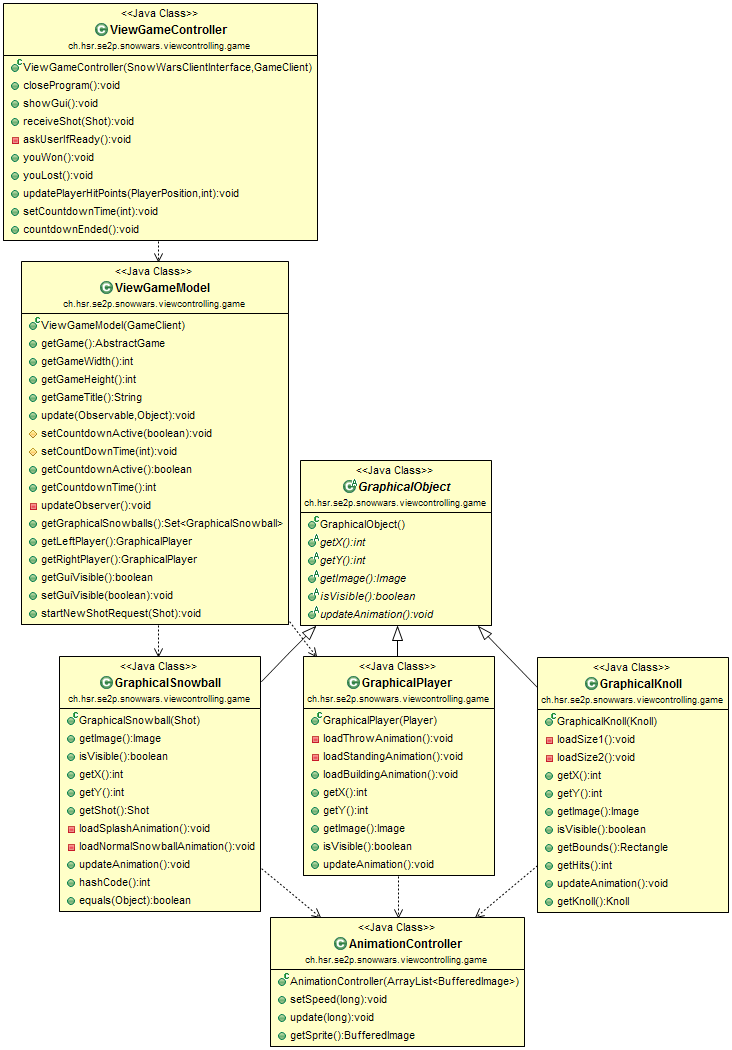 <<Java Class>>
ViewGameController
ch.hsr.se2p.snowwars.viewcontrolling.game
ViewGameController(SnowWarsClientInterface,GameClient)
closeProgram():void
showGui():void
receiveShot(Shot):void
askUserIfReady():void
youWon():void
youLost():void
updatePlayerHitPoints(PlayerPosition,int):void
setCountdownTime(int):void
countdownEnded():void
<<Java Class>>
ViewGameModel
ch.hsr.se2p.snowwars.viewcontrolling.game
ViewGameModel(GameClient)
getGame():AbstractGame
getGameWidth():int
getGameHeight():int
getGameTitle():String
update(Observable,Object):void
setCountdownActive(boolean):void
setCountDownTime(int):void
getCountdownActive():boolean
getCountdownTime():int
updateObserver():void
getGraphicalSnowballs():Set<GraphicalSnowball>
getLeftPlayer():GraphicalPlayer
getRightPlayer():GraphicalPlayer
getGuiVisible():boolean
setGuiVisible(boolean):void
startNewShotRequest(Shot):void
<<Java Class>>
GraphicalObject
ch.hsr.se2p.snowwars.viewcontrolling.game
GraphicalObject()
getX():int
getY():int
getImage():Image
isVisible():boolean
updateAnimation():void
<<Java Class>>
GraphicalSnowball
ch.hsr.se2p.snowwars.viewcontrolling.game
GraphicalSnowball(Shot)
getImage():Image
isVisible():boolean
getX():int
getY():int
getShot():Shot
loadSplashAnimation():void
loadNormalSnowballAnimation():void
updateAnimation():void
hashCode():int
equals(Object):boolean
<<Java Class>>
GraphicalPlayer
ch.hsr.se2p.snowwars.viewcontrolling.game
GraphicalPlayer(Player)
loadThrowAnimation():void
loadStandingAnimation():void
loadBuildingAnimation():void
getX():int
getY():int
getImage():Image
isVisible():boolean
updateAnimation():void
<<Java Class>>
GraphicalKnoll
ch.hsr.se2p.snowwars.viewcontrolling.game
GraphicalKnoll(Knoll)
loadSize1():void
loadSize2():void
getX():int
getY():int
getImage():Image
isVisible():boolean
getBounds():Rectangle
getHits():int
updateAnimation():void
getKnoll():Knoll
<<Java Class>>
AnimationController
ch.hsr.se2p.snowwars.viewcontrolling.game
AnimationController(ArrayList<BufferedImage>)
setSpeed(long):void
update(long):void
getSprite():BufferedImage